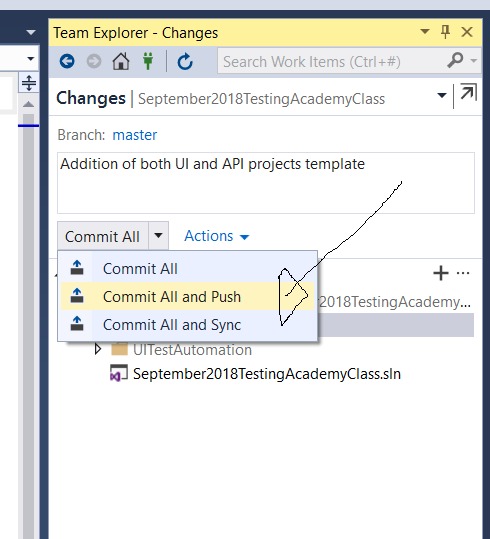 Team Explorer - Changes
Search Work Items (Ctrl+#)
Changes | September2018TestingAcademyClass
Branch: master
Addition of both UI and API projects template
Commit All Actions
Commit All
Commit All and Push
2018TestingAcademy...
Commit All and Sync
UITestAutomation
September2018TestingAcademyClass.sln